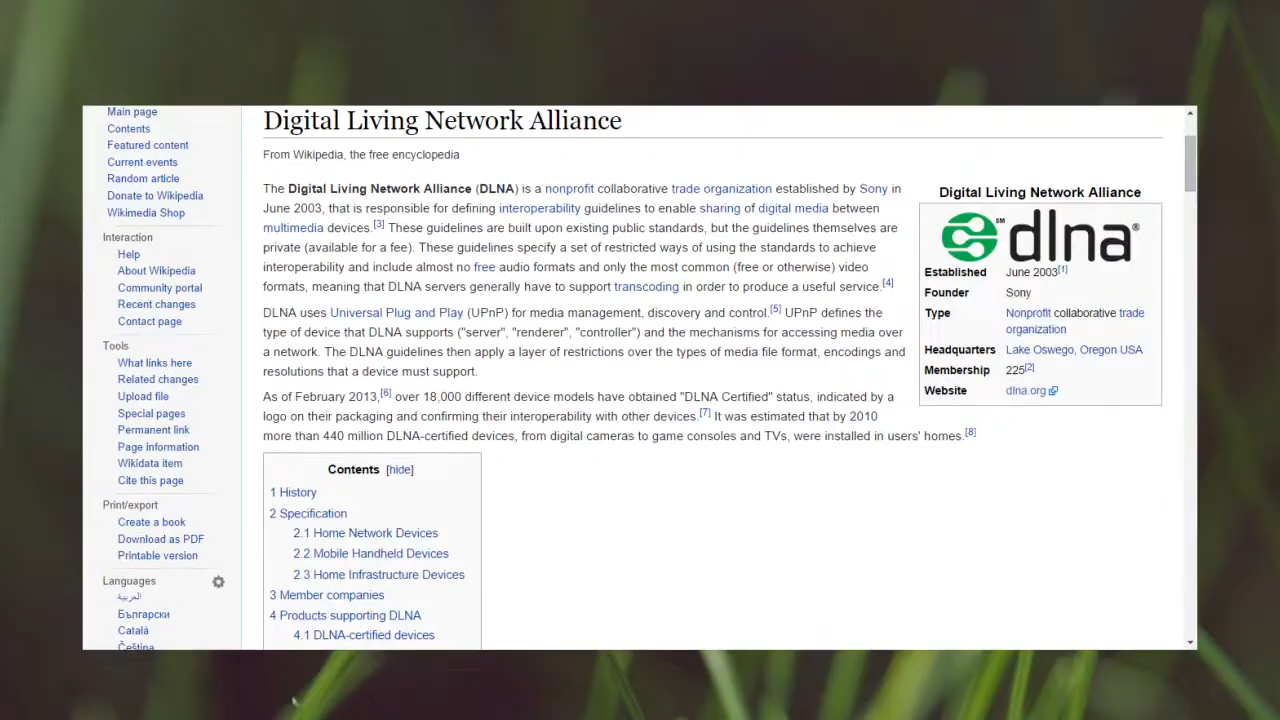 Main page
Contents
Featured content
Current events
Random article
Donate to Wikipedia
Wikimedia Shop
Interaction
Help
About Wikipedia
Community portal
Recent changes
Contact page
Tools
What links here
Related changes
Upload file
Special pages
Permanent link
Page information
Wikidata item
Cite this page
Print/export
Create a book
Download as PDF
Printable version
Languages
العربية
Български
Català
Čeština
Digital Living Network Alliance
From Wikipedia, the free encyclopedia
The Digital Living Network Alliance (DLNA) is a nonprofit collaborative trade organization established by Sony in
June 2003, that is responsible for defining interoperability guidelines to enable sharing of digital media between
multimedia devices.[3] These guidelines are built upon existing public standards, but the guidelines themselves are
private (available for a fee). These guidelines specify a set of restricted ways of using the standards to achieve
interoperability and include almost no free audio formats and only the most common (free or otherwise) video
formats, meaning that DLNA servers generally have to support transcoding in order to produce a useful service.[4]
DLNA uses Universal Plug and Play (UPnP) for media management, discovery and control.[5] UPnP defines the
type of device that DLNA supports ("server", "renderer", "controller") and the mechanisms for accessing media over
a network. The DLNA guidelines then apply a layer of restrictions over the types of media file format, encodings and
resolutions that a device must support.
As of February 2013,[6] over 18,000 different device models have obtained "DLNA Certified" status, indicated by a
logo on their packaging and confirming their interoperability with other devices.[7] It was estimated that by 2010
more than 440 million DLNA-certified devices, from digital cameras to game consoles and TVs, were installed in users' homes.[8]
Digital Living Network Alliance
SM dlna®
Established June 2003[1]
Founder Sony
Type Nonprofit collaborative trade
organization
Headquarters Lake Oswego, Oregon USA
Membership 225[2]
Website dlna.org
Contents [hide]
1 History
2 Specification
2.1 Home Network Devices
2.2 Mobile Handheld Devices
2.3 Home Infrastructure Devices
3 Member companies
4 Products supporting DLNA
4.1 DLNA-certified devices